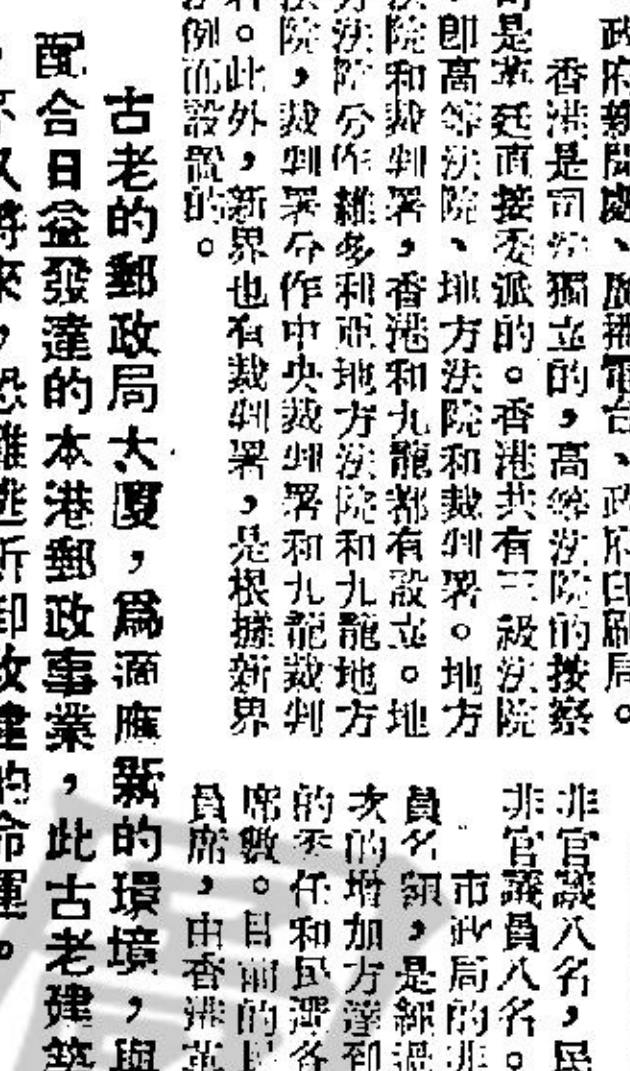 政府新聞處、廣播電台、政府印刷局。
香港是司法獨立的，高等法院的按察
司是英廷直接委派的。香港共有三級法院
，即高等法院、地方法院和裁判署。地方
法院和裁判署，香港和九龍都有設立。地
方法院分作維多利亞地方法院和九龍地方
法院，裁判署分作中央裁判署和九龍裁判
署。此外，新界也有裁判署，是根據新界
例而設的。
非官議八名，民
非官議員八名。
市政局的非
員名額，是經過
次的增加方達到
的委任和民選各
席數。目前的民
員席，由香港英
古老的郵政局大廈，爲適應新的環境，與
配合日益發達的本港郵政事業，此古老建築
，不久將來，恐難逃拆卸改建的命運。